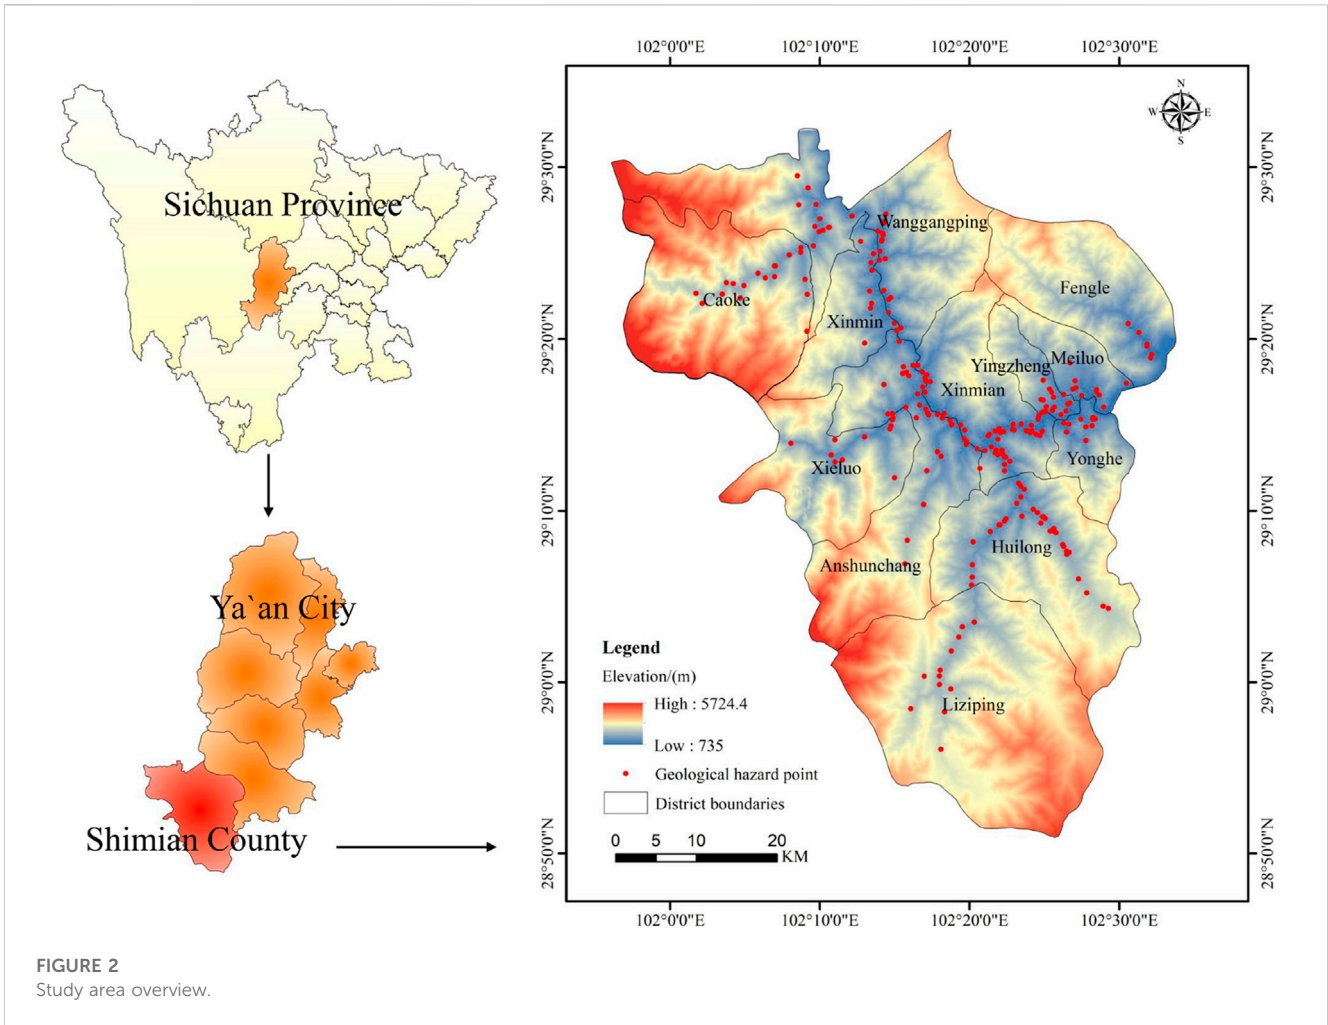 102°0'0"E
102°10'0"E
102°20'0"E
102°30'0"E
N
W
E
S
29°30'0"N
29°30'0"N
Sichuan Province
Wanggangping
Fengle
Caoke
Xinmin
29°20'0"N
29°20'0"N
Yingzheng
Meiluo
Xinmian
Xieluo
Yonghe
29°10'0"N
29°10'0"N
Huilong
Anshunchang
Ya`an City
Legend
Elevation/(m)
High : 5724.4
Low : 735
Geological hazard point
District boundaries
0 5 10 20
KM
29°0'0"N
29°0'0"N
Liziping
Shimian County
28°50'0"N
28°50'0"N
102°0'0"E
102°10'0"E
102°20'0"E
102°30'0"E
FIGURE 2
Study area overview.